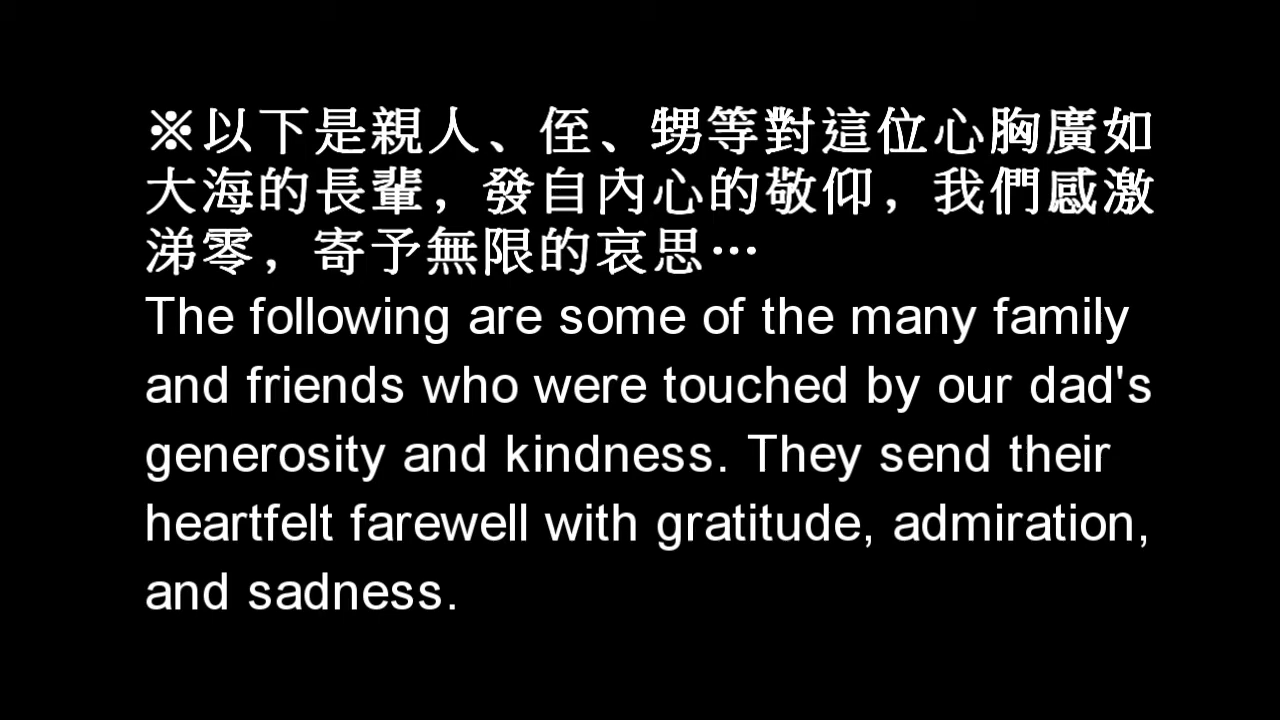 ※以下是親人、侄、甥等對這位心胸廣如
大海的長輩，發自內心的敬仰，我們感激
涕零，寄予無限的哀思…
The following are some of the many family
and friends who were touched by our dad's
generosity and kindness. They send their
heartfelt farewell with gratitude, admiration,
and sadness.